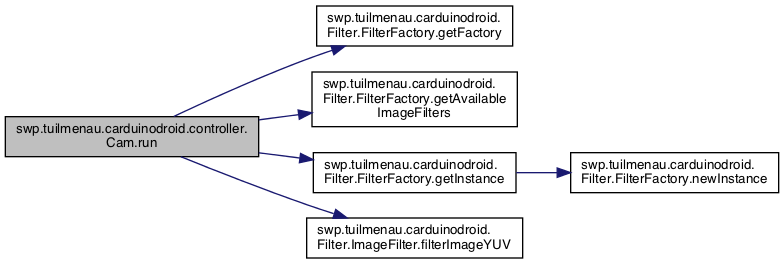 swp.tuilmenau.carduinodroid.
Filter.FilterFactory.getFactory
swp.tuilmenau.carduinodroid.
Filter.FilterFactory.getAvailable
ImageFilters
swp.tuilmenau.carduinodroid.controller.
Cam.run
swp.tuilmenau.carduinodroid.
Filter.FilterFactory.getInstance
swp.tuilmenau.carduinodroid.
Filter.FilterFactory.newInstance
swp.tuilmenau.carduinodroid.
Filter.ImageFilter.filterImageYUV